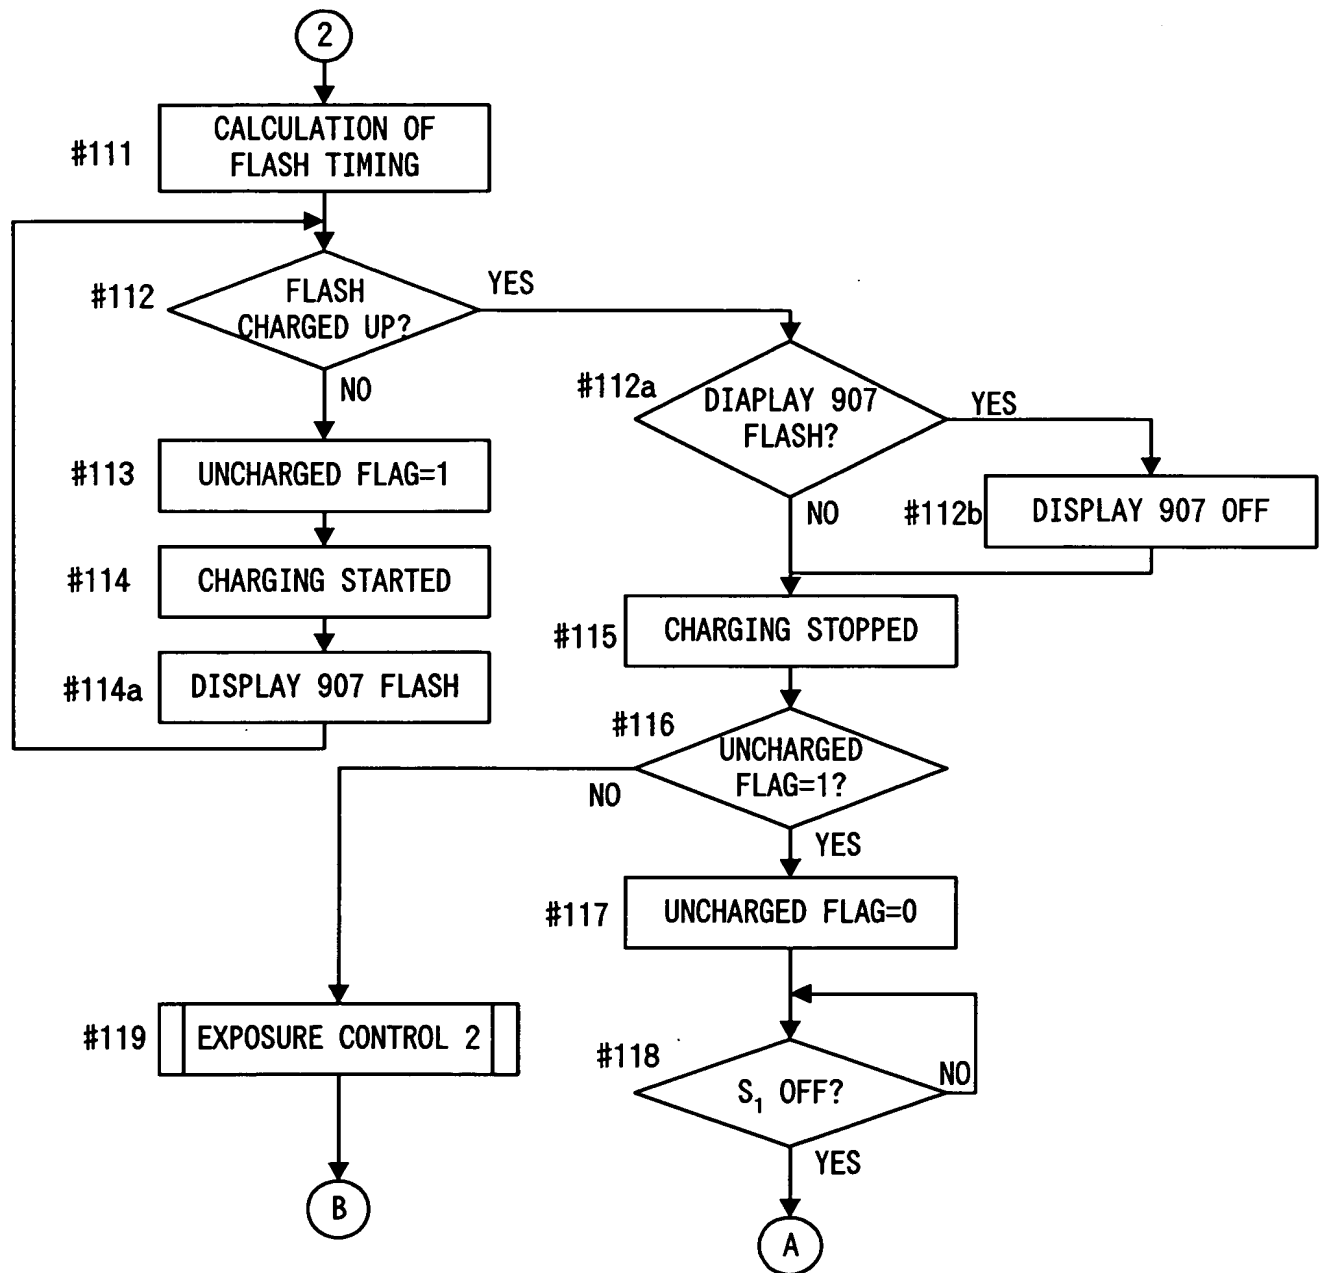 2
#111
CALCULATION OF
FLASH TIMING
#112
FLASH
CHARGED UP?
YES
NO
#112a
DIAPLAY 907
FLASH?
YES
NO
#112b
DISPLAY 907 OFF
#113
UNCHARGED FLAG=1
#114
CHARGING STARTED
#114a
DISPLAY 907 FLASH
#115
CHARGING STOPPED
#116
UNCHARGED
FLAG=1?
NO
YES
#117
UNCHARGED FLAG=0
#119
EXPOSURE CONTROL 2
#118
S₁ OFF?
NO
YES
B
A